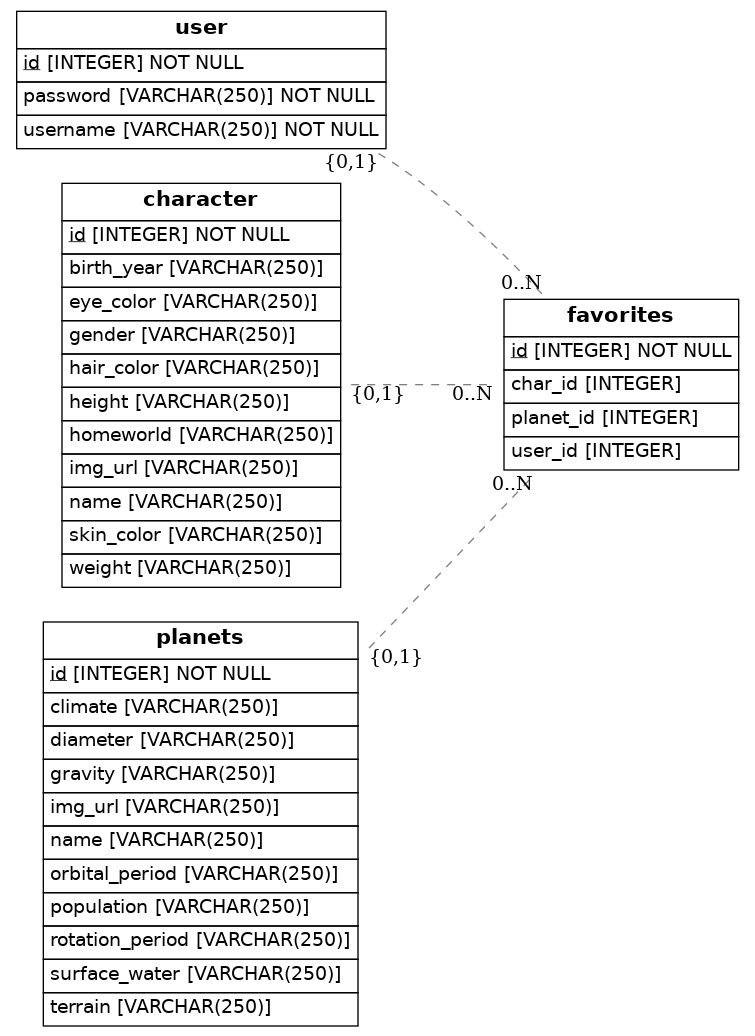 user
id [INTEGER] NOT NULL
password [VARCHAR(250)] NOT NULL
username [VARCHAR(250)] NOT NULL
{0,1}
character
id [INTEGER] NOT NULL
birth_year [VARCHAR(250)]
eye_color [VARCHAR(250)]
gender [VARCHAR(250)]
hair_color [VARCHAR(250)]
height [VARCHAR(250)]
homeworld [VARCHAR(250)]
img_url [VARCHAR(250)]
name [VARCHAR(250)]
skin_color [VARCHAR(250)]
weight [VARCHAR(250)]
{0,1}
0..N
0..N
favorites
id [INTEGER] NOT NULL
char_id [INTEGER]
planet_id [INTEGER]
user_id [INTEGER]
0..N
{0,1}
planets
id [INTEGER] NOT NULL
climate [VARCHAR(250)]
diameter [VARCHAR(250)]
gravity [VARCHAR(250)]
img_url [VARCHAR(250)]
name [VARCHAR(250)]
orbital_period [VARCHAR(250)]
population [VARCHAR(250)]
rotation_period [VARCHAR(250)]
surface_water [VARCHAR(250)]
terrain [VARCHAR(250)]